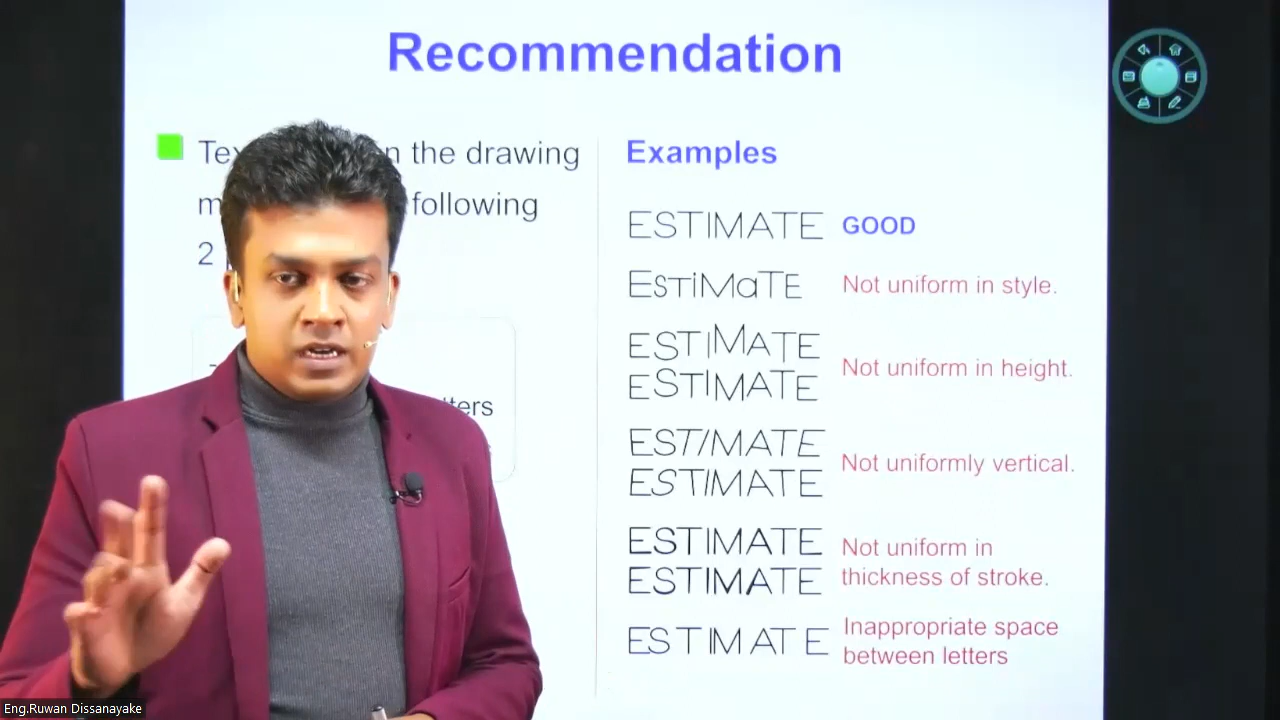 Recommendation
n the drawing
following
2
tters
Examples
ESTIMATE GOOD
EsTiMaTE Not uniform in style.
ESTIMATE
ESTIMATE
Not uniform in height.
ESTIMATE
ESTIMATE
Not uniformly vertical.
ESTIMATE
ESTIMATE
Not uniform in
thickness of stroke.
ESTIMATE
Inappropriate space
between letters
Eng.Ruwan Dissanayake